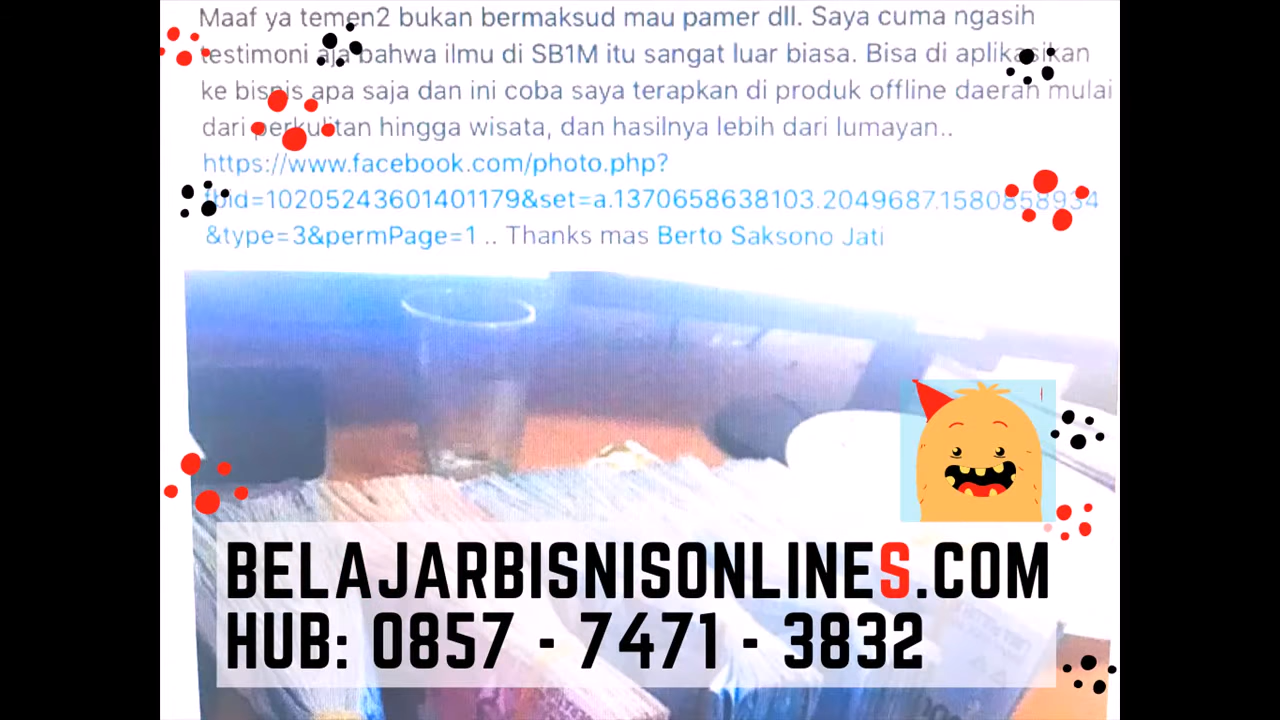 Maaf ya temen2 bukan bermaksud mau pamer dll. Saya cuma ngasih
testimoni aja bahwa ilmu di SB1M itu sangat luar biasa. Bisa di aplikasikan
ke bisnis apa saja dan ini coba saya terapkan di produk offline daerah mulai
dari perkulitan hingga wisata, dan hasilnya lebih dari lumayan..
https://www.facebook.com/photo.php?
fbid=10205243601401179&set=a.1370658638103.2049687.1580858934
&type=3&permPage=1 .. Thanks mas Berto Saksono Jati
BELAJARBISNISONLINES.COM
HUB: 0857 - 7471 - 3832